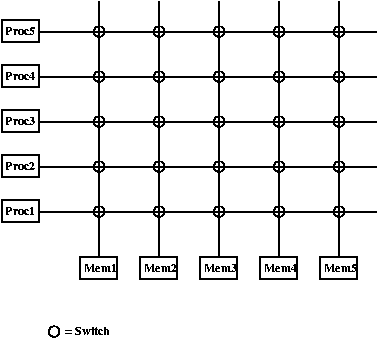 Proc5
Proc4
Proc3
Proc2
Proc1
Mem1 Mem2 Mem3 Mem4 Mem5
= Switch